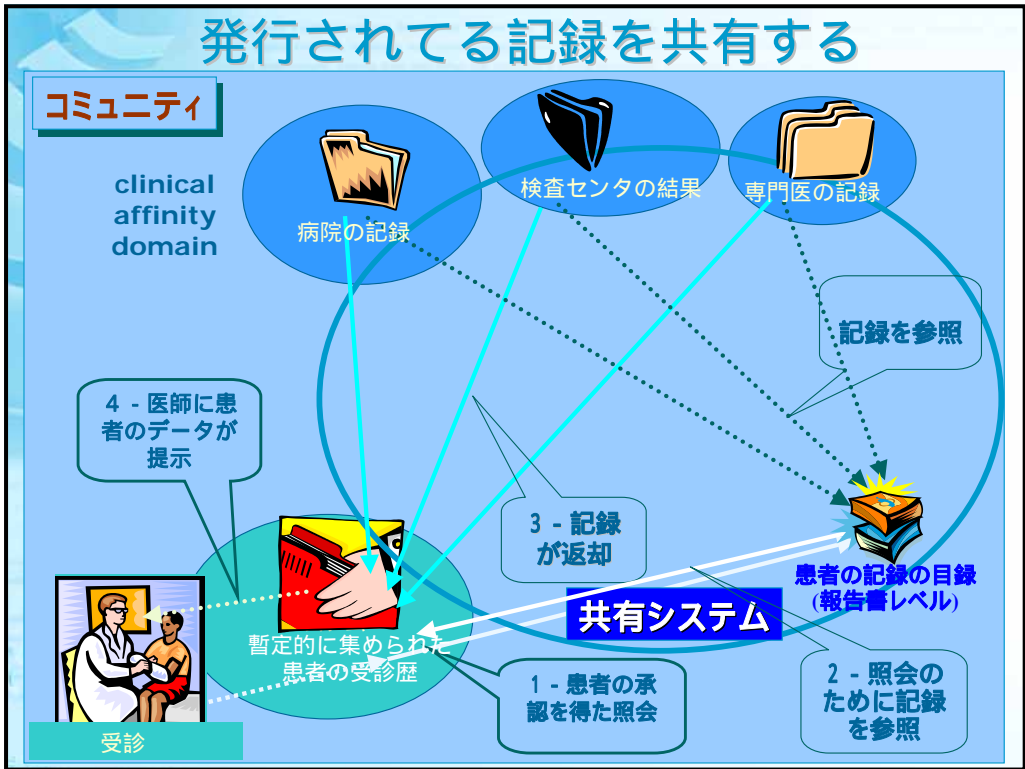 発行されてる記録を共有する
コミュニティ
clinical
affinity
domain
病院の記録
検査センタの結果
専門医の記録
記録を参照
4 - 医師に患
者のデータが
提示
3 - 記録
が返却
患者の記録の目録
(報告書レベル)
共有システム
暫定的に集められた
患者の受診歴
1 - 患者の承
認を得た照会
2 - 照会の
ために記録
を参照
受診